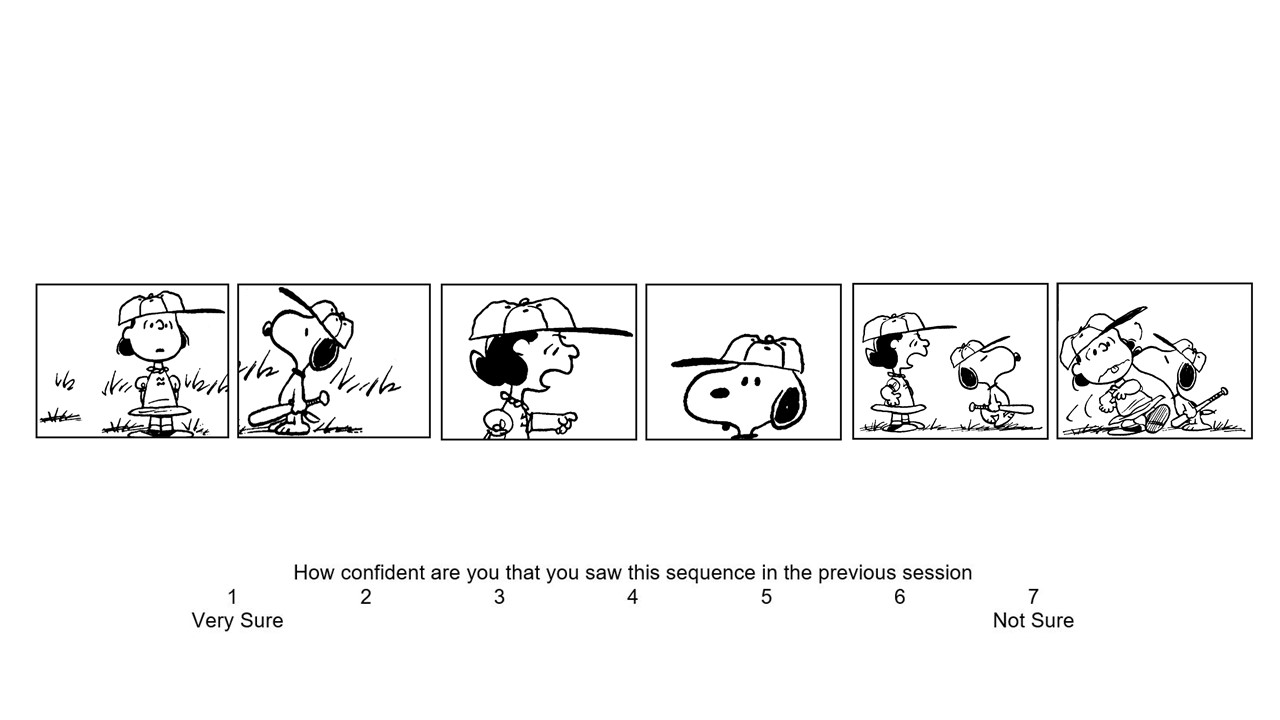 How confident are you that you saw this sequence in the previous session
1 2 3 4 5 6 7
Very Sure Not Sure